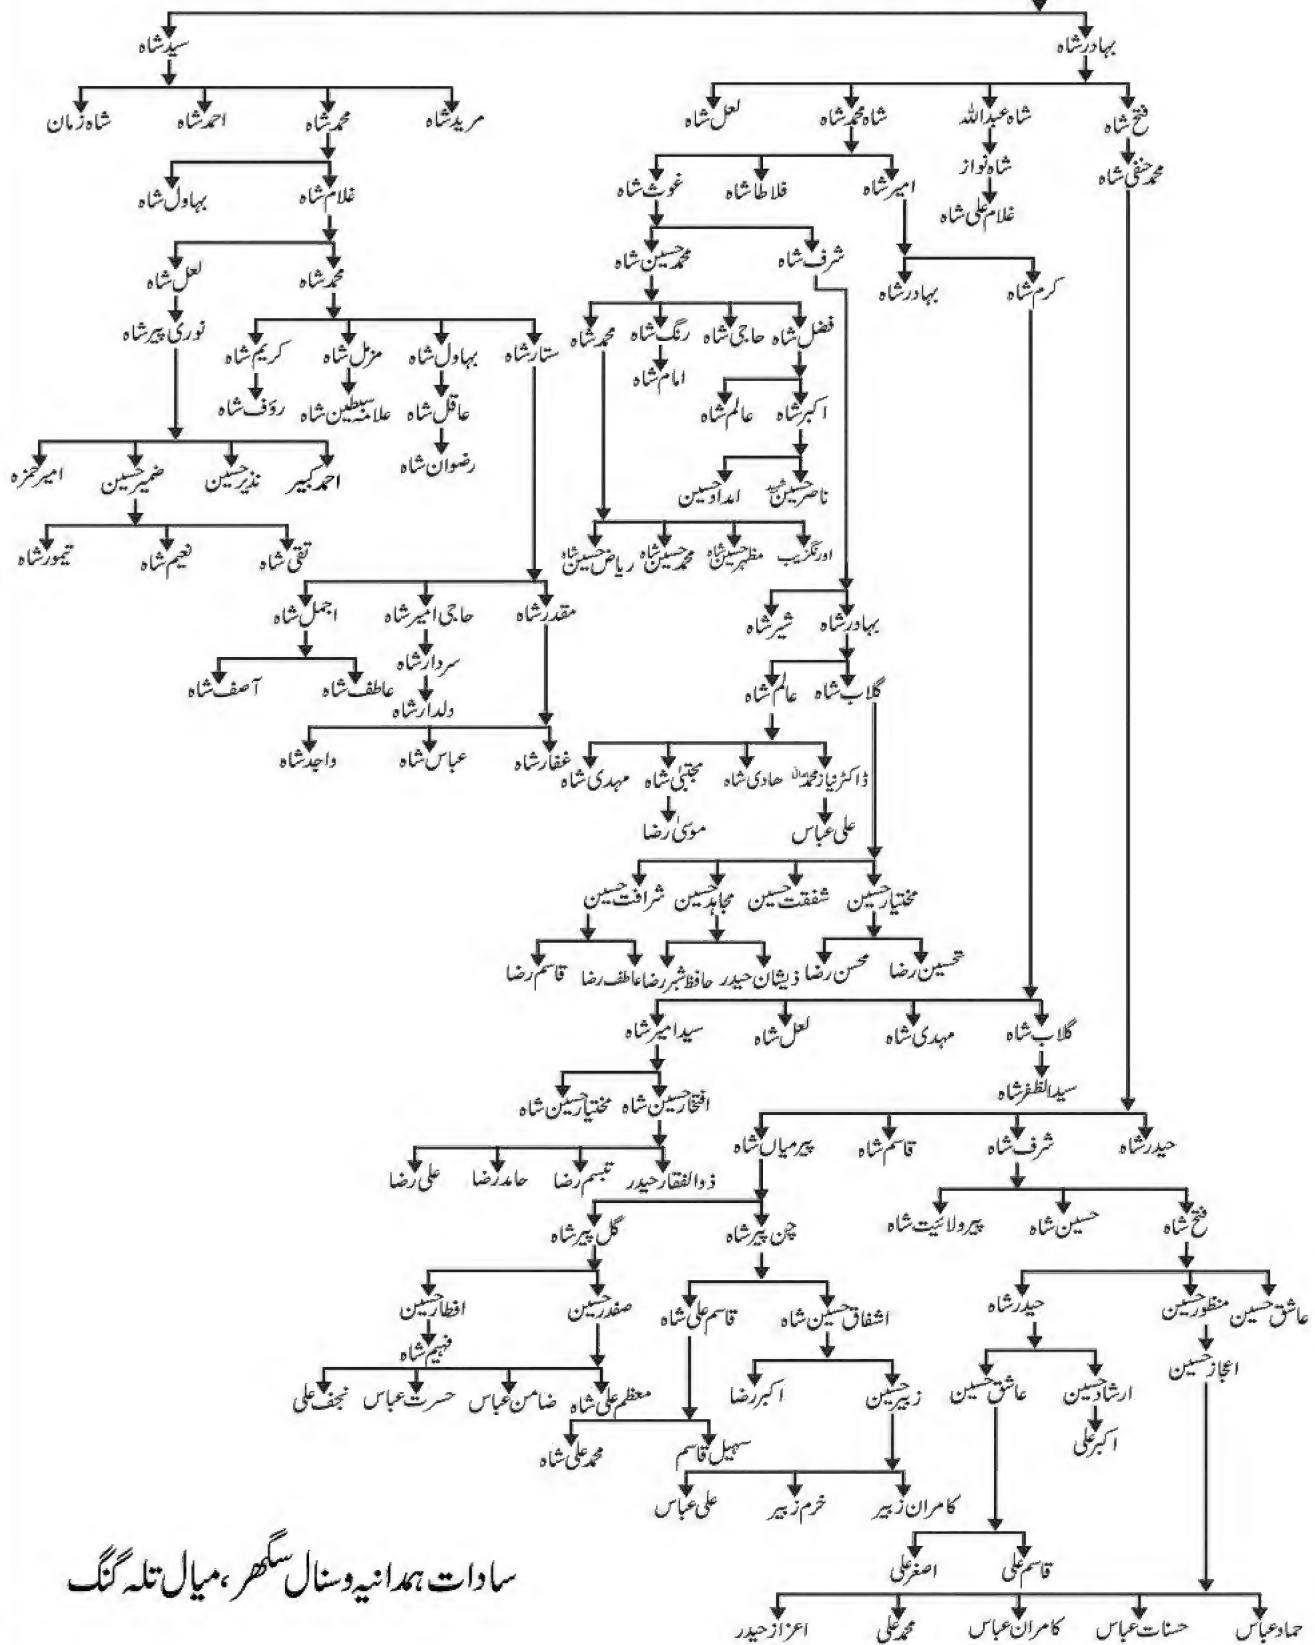 بہادر شاہ
سید شاہ
فتح شاہ
شاہ عبداللہ
شاہ محمد شاہ
لعل شاہ
مرید شاہ
محمد شاہ
احمد شاہ
شاہ زمان
محمد حنفی شاہ
شاہ نواز
امیر شاہ
فلاطا شاہ
غوث شاہ
غلام شاہ
بہاول شاہ
غلام علی شاہ
شرف شاہ
محمد حسین شاہ
محمد شاہ
لعل شاہ
کرم شاہ
بہادر شاہ
فضل شاہ
حاجی شاہ
رنگ شاہ
محمد شاہ
ستار شاہ
بہاول شاہ
مزمل شاہ
کریم شاہ
نوری پیر شاہ
امام شاہ
اکبر شاہ
عالم شاہ
عاقل شاہ
علامہ سبطین شاہ
رؤف شاہ
رضوان شاہ
احمد کبیر
نذیر حسین
ضمیر حسین
امیر حمزہ
ناصر حسین شہید
امداد حسین
اورنگزیب
مظہر حسین شاہ
محمد حسین شاہ
ریاض حسین شاہ
تقی شاہ
نعیم شاہ
تیمور شاہ
بہادر شاہ
شیر شاہ
مقدر شاہ
حاجی امیر شاہ
اجمل شاہ
سردار شاہ
گلاب شاہ
عالم شاہ
عاطف شاہ
آصف شاہ
دلدار شاہ
غفار شاہ
عباس شاہ
واجد شاہ
ڈاکٹر نیاز محمد
ھادی شاہ
مجتبیٰ شاہ
مہدی شاہ
علی عباس
موسیٰ رضا
مختیار حسین
شفقت حسین
مجاہد حسین
شرافت حسین
تحسین رضا
محسن رضا
ذیشان حیدر
حافظ شبر رضا
عاطف رضا
قاسم رضا
گلاب شاہ
مہدی شاہ
لعل شاہ
سید امیر شاہ
سید الظفر شاہ
افتخار حسین شاہ
مختیار حسین شاہ
حیدر شاہ
شرف شاہ
قاسم شاہ
پیر میاں شاہ
ذوالفقار حیدر
تبسم رضا
حامد رضا
علی رضا
فتح شاہ
حسین شاہ
پیر ولائیت شاہ
چن پیر شاہ
گل پیر شاہ
عاشق حسین
منظور حسین
حیدر شاہ
اشفاق حسین شاہ
قاسم علی شاہ
صفدر حسین
افطار حسین
فہیم شاہ
اعجاز حسین
ارشاد حسین
عاشق حسین
زبیر حسین
اکبر رضا
معظم علی شاہ
ضامن عباس
حسرت عباس
نجف علی
اکبر علی
سہیل قاسم
محمد علی شاہ
کامران زبیر
خرم زبیر
علی عباس
قاسم علی
اصغر علی
حماد عباس
حسنات عباس
کامران عباس
محمد علی
اعزاز حیدر
سادات ہمدانیہ وسنال سگھر، میال تلہ گنگ